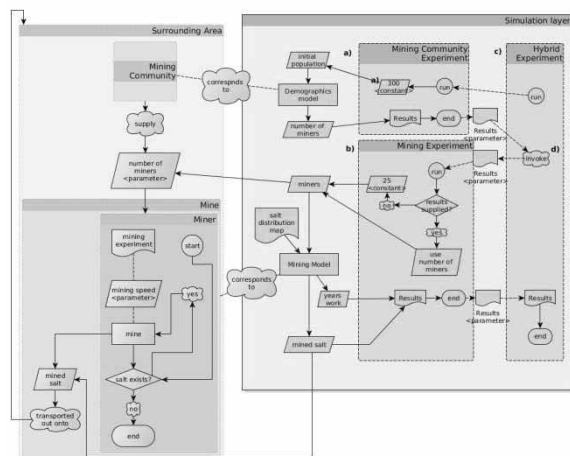 Surrounding Area
Mining
Community
supply
number of
miners
<parameter>
Mine
Miner
mining
experiment
start
mining speed
<parameter>
yes
mine
mined
salt
salt exists?
transported
out onto
no
end
corresponds
to
Simulation layer
initial
population
Demographics
model
number of
miners
a)
Mining Community
Experiment
300
<constant>
run
Results
end
c)
Hybrid
Experiment
run
Results
<parameter>
invoke
d)
b)
Mining Experiment
Results
<parameter>
run
25
<constant>
miners
results
supplied?
no
yes
use
number of
miners
salt
distribution
map
Mining Model
corresponds
to
years
work
mined salt
Results
end
Results
<parameter>
Results
end